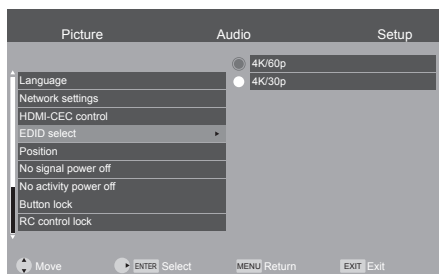 Picture Audio Setup
4K/60p
4K/30p
Language
Network settings
HDMI-CEC control
EDID select
Position
No signal power off
No activity power off
Button lock
RC control lock
Move ENTER Select MENU Return EXIT Exit